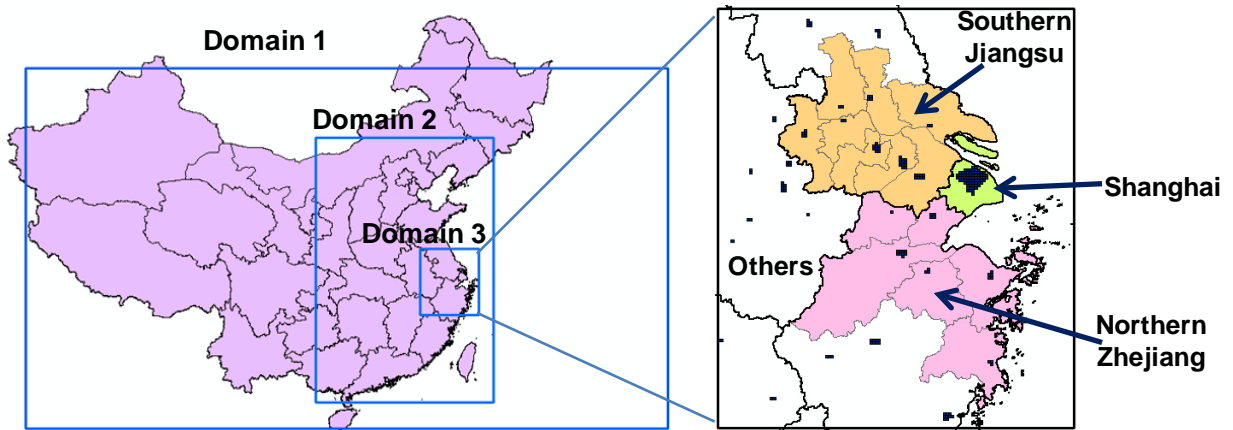 Domain 1
Domain 2
Domain 3
Southern
Jiangsu
Shanghai
Others
Northern
Zhejiang